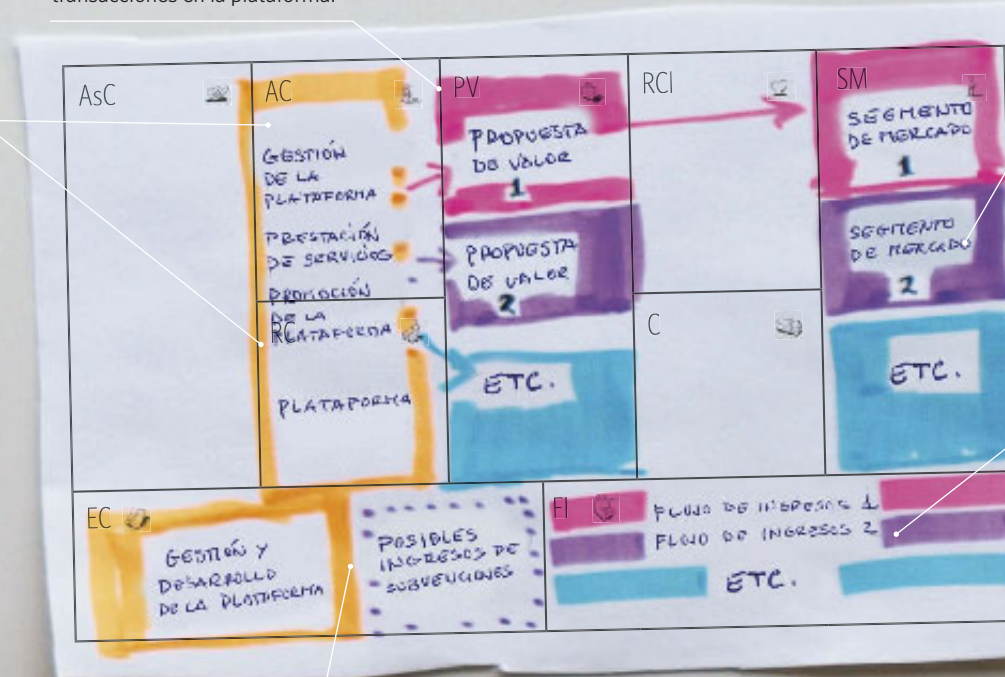 transacciones en la plataforma.
AsC
AC
GESTIÓN
DE LA
PLATAFORMA
PRESTACIÓN
DE SERVICIOS
PROMOCIÓN
DE LA
PLATAFORMA
RC
PLATAFORMA
PV
PROPUESTA
DE VALOR
1
PROPUESTA
DE VALOR
2
ETC.
RCl
C
SM
SEGMENTO
DE MERCADO
1
SEGMENTO
DE MERCADO
2
ETC.
EC
GESTIÓN Y
DESARROLLO
DE LA PLATAFORMA
POSIBLES
INGRESOS DE
SUBVENCIONES
FI
FLUJO DE INGRESOS 1
FLUJO DE INGRESOS 2
ETC.